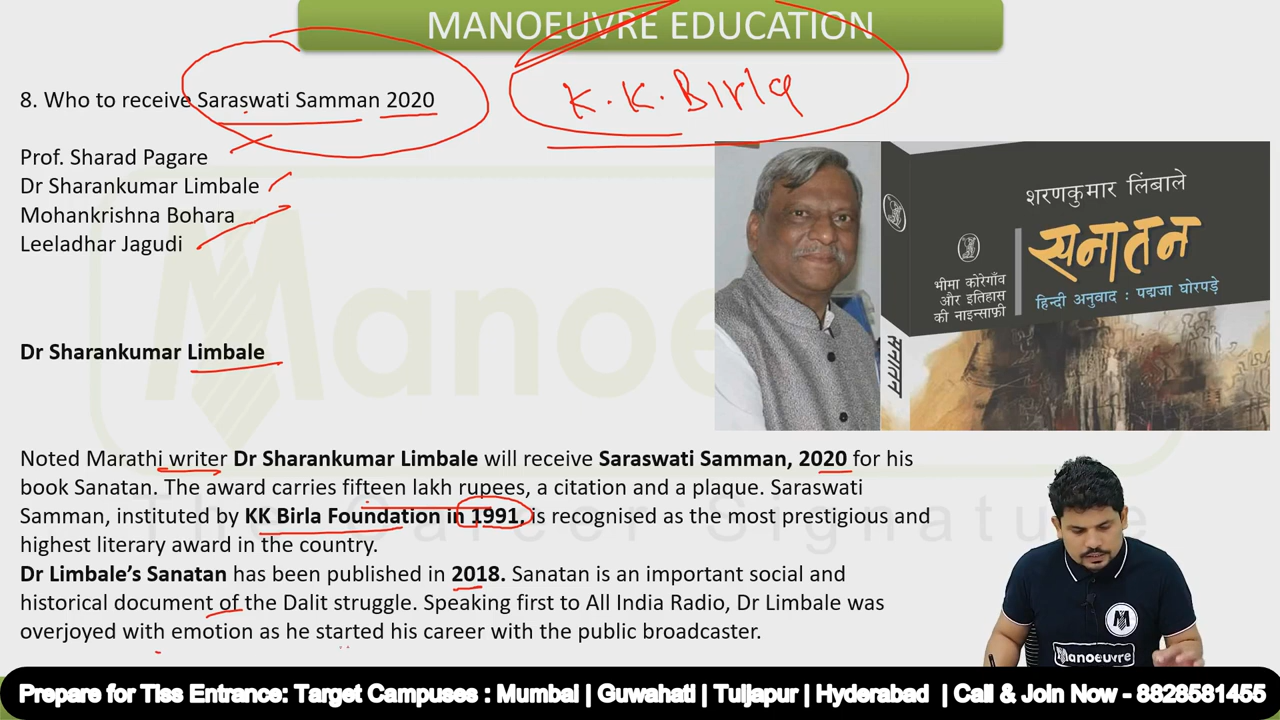 MANOEUVRE EDUCATION
8. Who to receive Saraswati Samman 2020
K. K. Birla
Prof. Sharad Pagare
Dr Sharankumar Limbale
Mohankrishna Bohara
Leeladhar Jagudi
शरणकुमार लिंबाले
सनातन
हिन्दी अनुवाद : पद्मजा घोरपड़े
भीमा कोरेगाँव
और इतिहास
की नाइन्साफ़ी
सनातन
Dr Sharankumar Limbale
Noted Marathi writer Dr Sharankumar Limbale will receive Saraswati Samman, 2020 for his
book Sanatan. The award carries fifteen lakh rupees, a citation and a plaque. Saraswati
Samman, instituted by KK Birla Foundation in 1991, is recognised as the most prestigious and
highest literary award in the country.
Dr Limbale's Sanatan has been published in 2018. Sanatan is an important social and
historical document of the Dalit struggle. Speaking first to All India Radio, Dr Limbale was
overjoyed with emotion as he started his career with the public broadcaster.
Manoeuvre
The Career Signature
M
Manoeuvre
Prepare for Tiss Entrance: Target Campuses : Mumbai | Guwahati | Tuljapur | Hyderabad | Call & Join Now - 8828581455